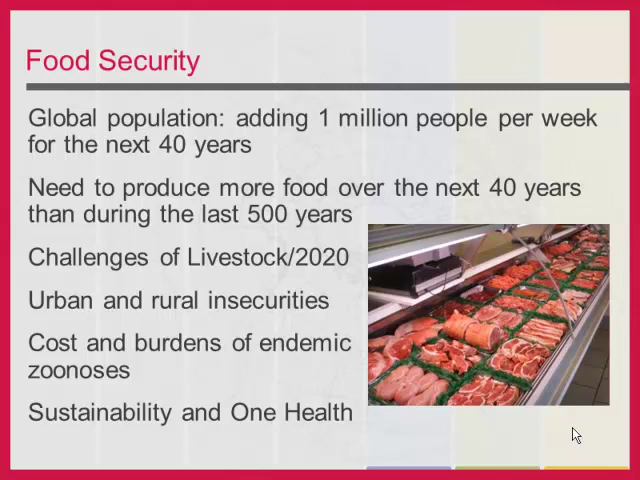 Food Security
Global population: adding 1 million people per week
for the next 40 years
Need to produce more food over the next 40 years
than during the last 500 years
Challenges of Livestock/2020
Urban and rural insecurities
Cost and burdens of endemic
zoonoses
Sustainability and One Health